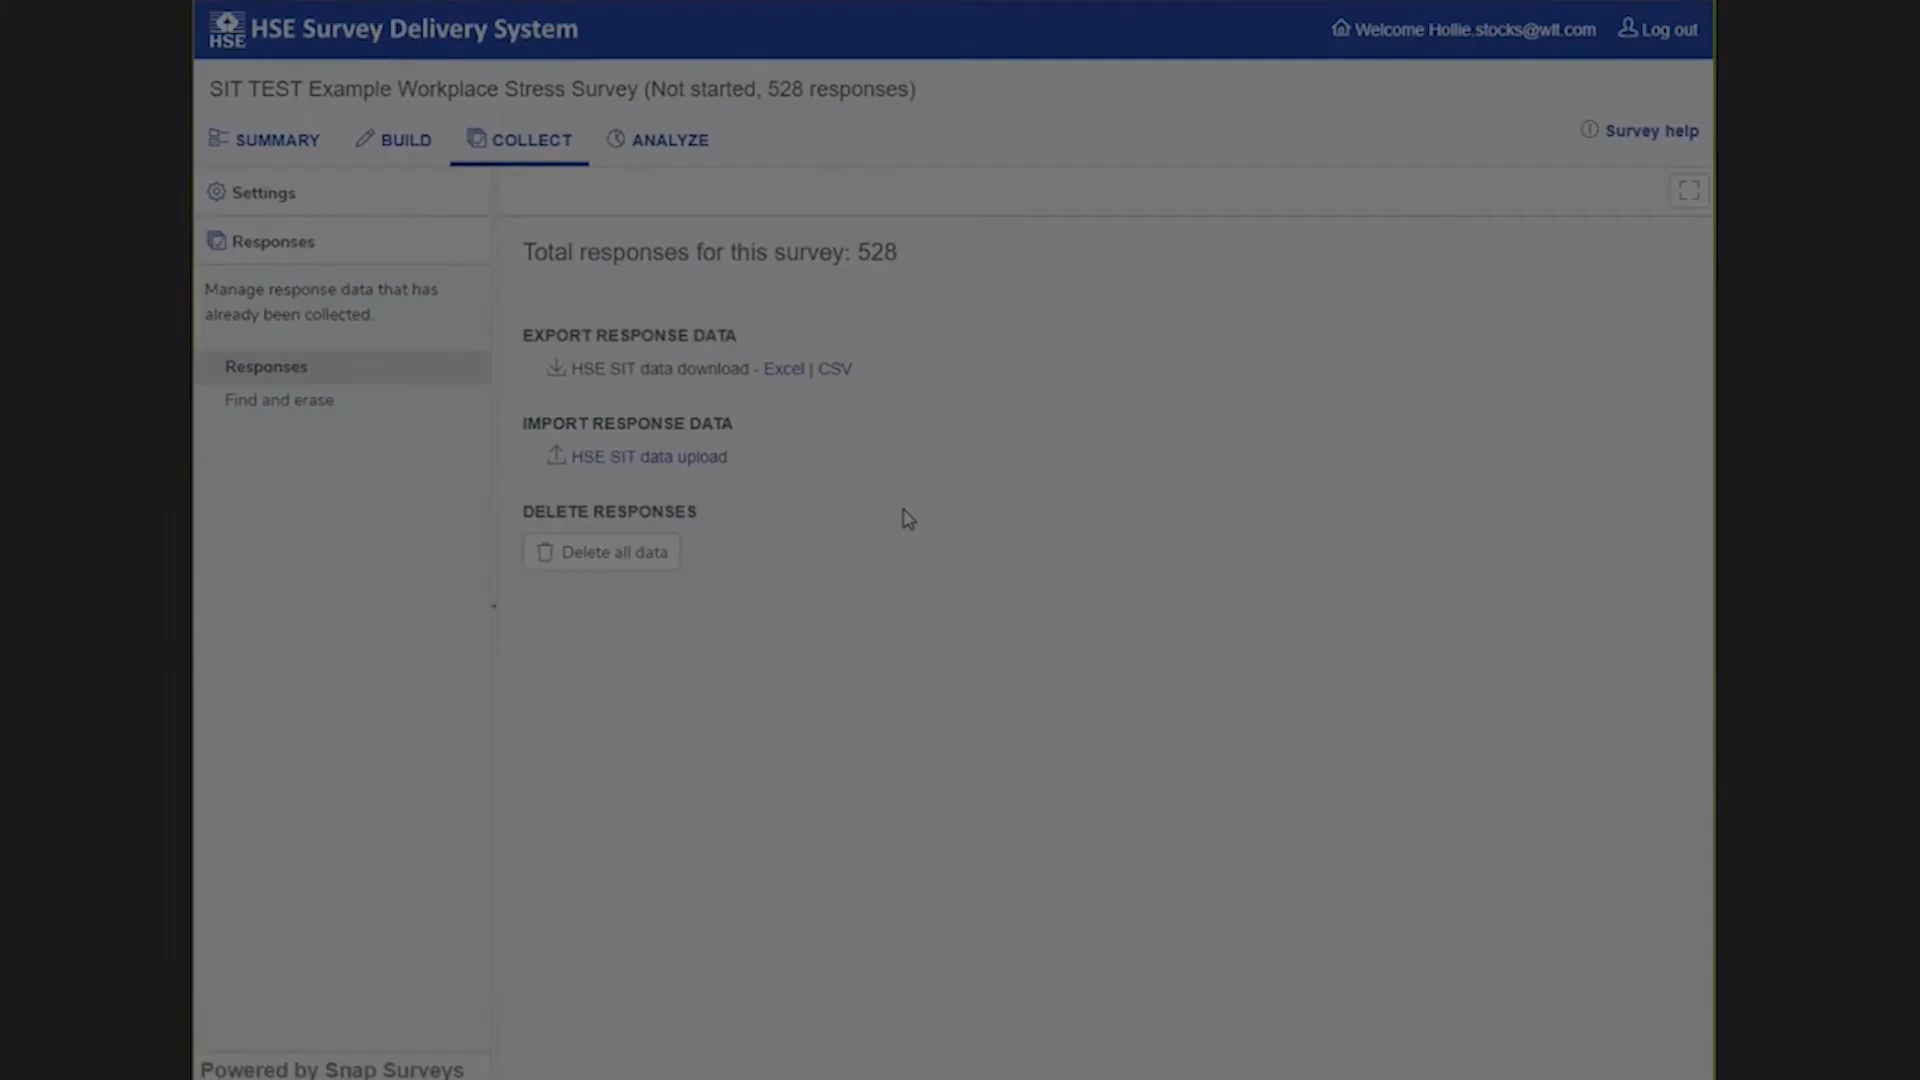 HSE
HSE Survey Delivery System
Welcome Hollie.stocks@wtt.com
Log out
SIT TEST Example Workplace Stress Survey (Not started, 528 responses)
SUMMARY
BUILD
COLLECT
ANALYZE
Survey help
Settings
Responses
Manage response data that has
already been collected.
Responses
Find and erase
Total responses for this survey: 528
EXPORT RESPONSE DATA
HSE SIT data download - Excel | CSV
IMPORT RESPONSE DATA
HSE SIT data upload
DELETE RESPONSES
Delete all data
Powered by Snap Surveys